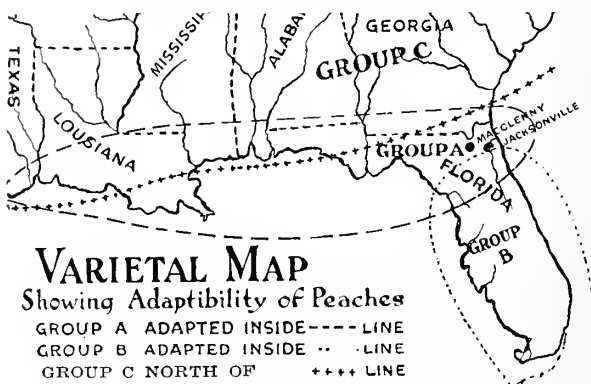 TEXAS
LOUSIANA
MISSISSIP
ALABA
GEORGIA
GROUP C
GROUP A
MACCLENNY
JACKSONVILLE
FLORIDA
GROUP
B
VARIETAL MAP
Showing Adaptibility of Peaches
GROUP A ADAPTED INSIDE ---- LINE
GROUP B ADAPTED INSIDE .. . LINE
GROUP C NORTH OF ++++ LINE